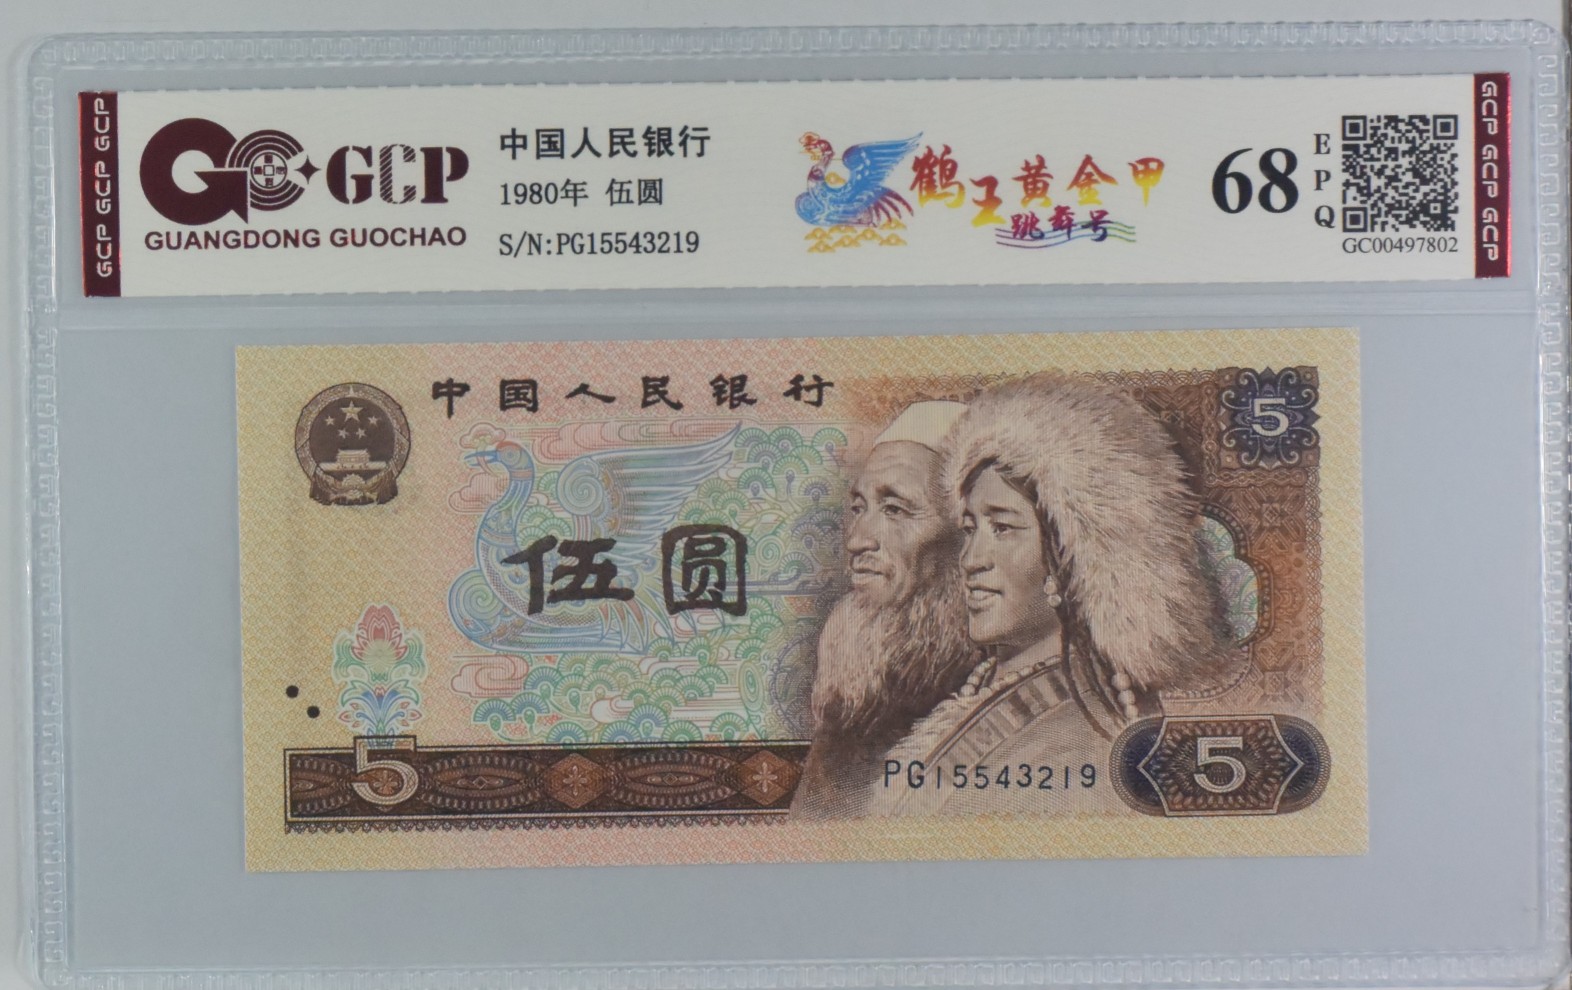 GCP GCP GCP
GCP
GUANGDONG GUOCHAO
中国人民银行
1980年 伍圆
S/N:PG15543219
鹤王黄金甲
跳舞号
68
EPQ
GC00497802
GCP GCP GCP
中国人民银行
5
伍圆
5
PG15543219
5